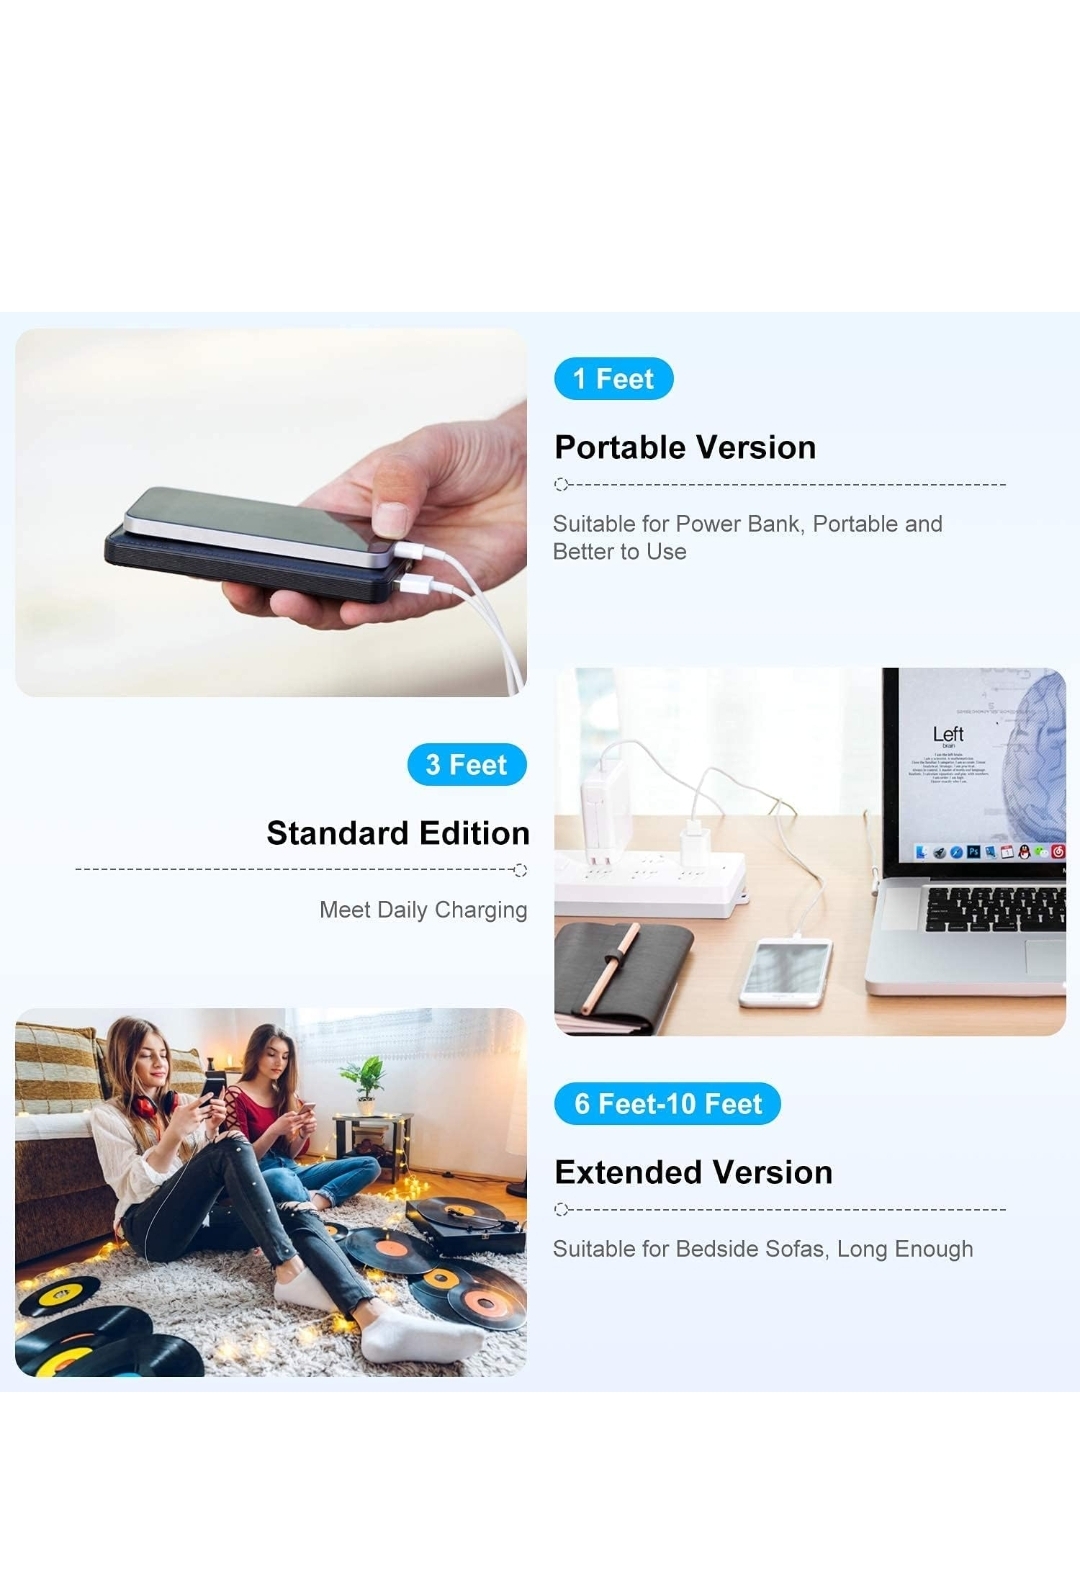 1 Feet
Portable Version
Suitable for Power Bank, Portable and
Better to Use
3 Feet
Standard Edition
Meet Daily Charging
Left
brain
6 Feet-10 Feet
Extended Version
Suitable for Bedside Sofas, Long Enough